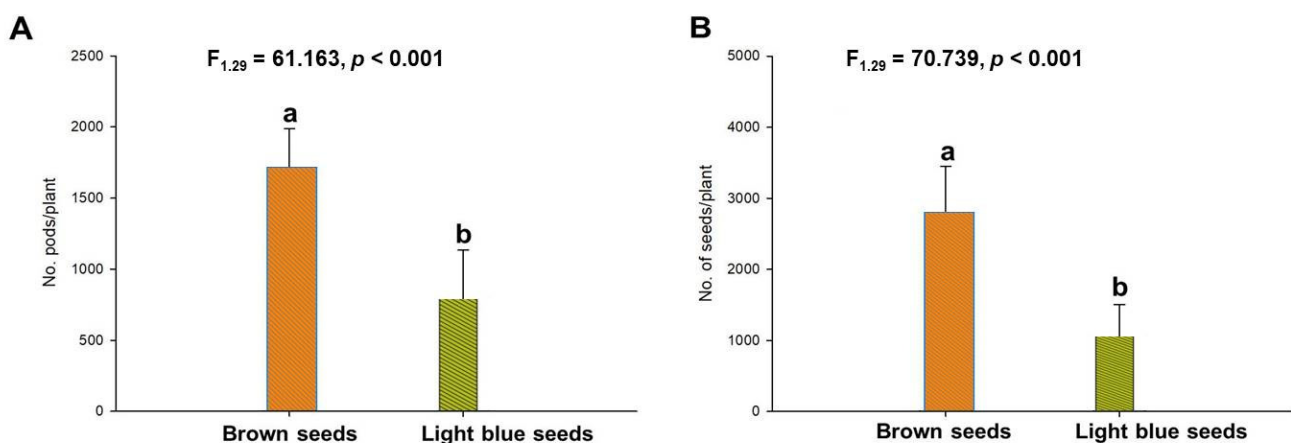 A
F1.29 = 61.163, p < 0.001
2500
2000
1500
1000
500
0
No. pods/plant
a
b
Brown seeds
Light blue seeds
B
F1.29 = 70.739, p < 0.001
5000
4000
3000
2000
1000
0
No. of seeds/plant
a
b
Brown seeds
Light blue seeds